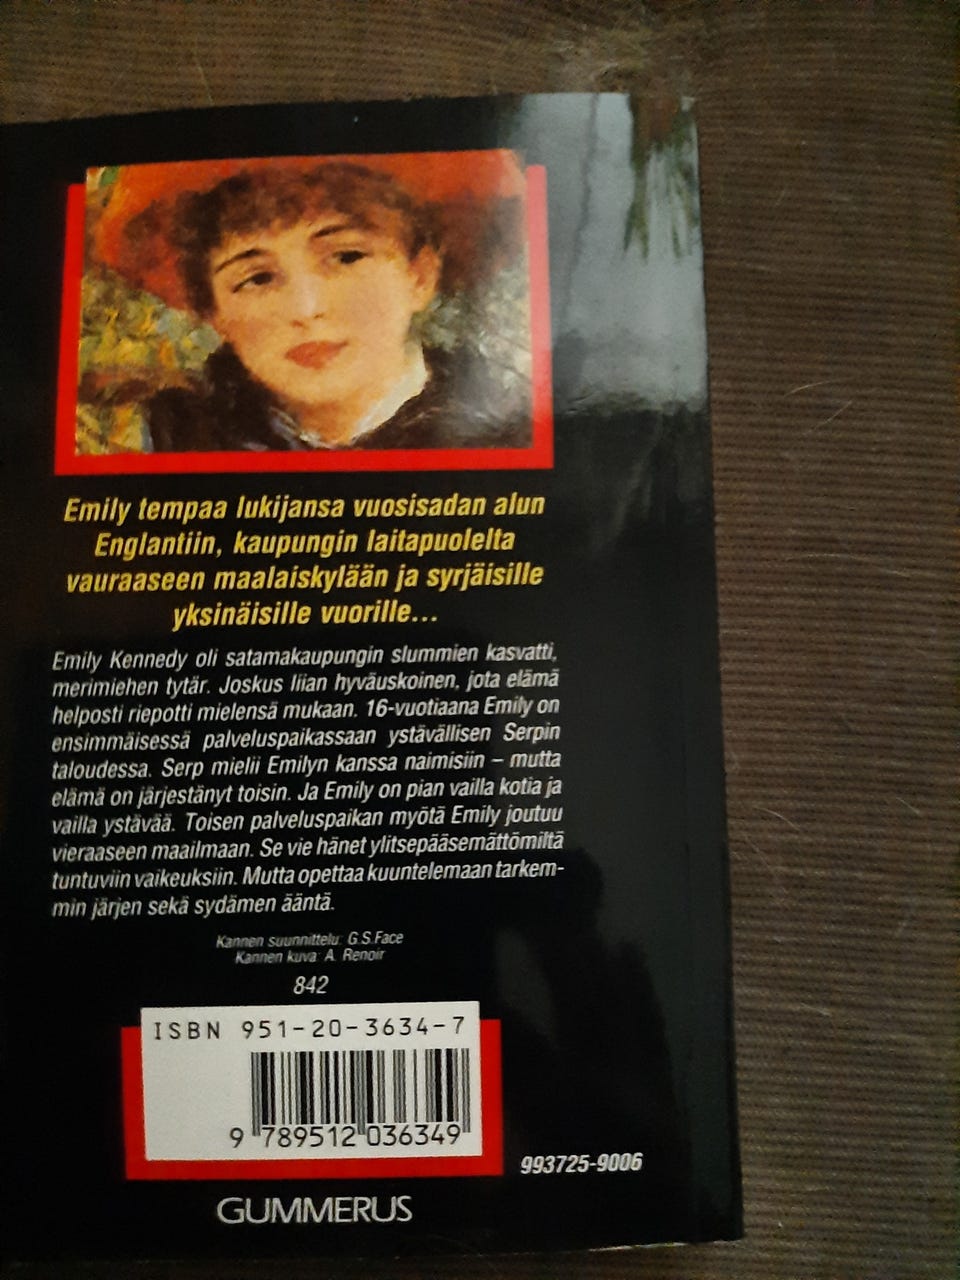 Emily tempaa lukijansa vuosisadan alun
Englantiin, kaupungin laitapuolelta
vauraaseen maalaiskylään ja syrjäisille
yksinäisille vuorille...
Emily Kennedy oli satamakaupungin slummien kasvatti,
merimiehen tytär. Joskus liian hyväuskoinen, jota elämä
helposti riepotti mielensä mukaan. 16-vuotiaana Emily on
ensimmäisessä palveluspaikassaan ystävällisen Serpin
taloudessa. Serp mielii Emilyn kanssa naimisiin – mutta
elämä on järjestänyt toisin. Ja Emily on pian vailla kotia ja
vailla ystävää. Toisen palveluspaikan myötä Emily joutuu
vieraaseen maailmaan. Se vie hänet ylitsepääsemättömiltä
tuntuviin vaikeuksiin. Mutta opettaa kuuntelemaan tarkem-
min järjen sekä sydämen ääntä.
Kannen suunnittelu: G.S.Face
Kannen kuva: A. Renoir
842
ISBN 951-20-3634-7
9 789512 036349
993725-9006
GUMMERUS